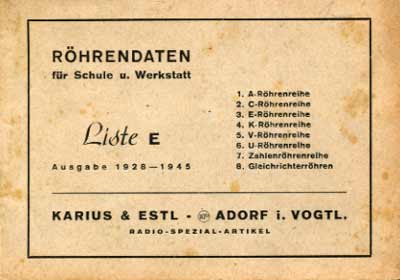 RÖHRENDATEN
für Schule u. Werkstatt
Liste E
Ausgabe 1928—1945
1. A-Röhrenreihe
2. C-Röhrenreihe
3. E-Röhrenreihe
4. K-Röhrenreihe
5. V-Röhrenreihe
6. U-Röhrenreihe
7. Zahlenröhrenreihe
8. Gleichrichterröhren
KARIUS & ESTL - ADORF i. VOGTL.
RADIO-SPEZIAL-ARTIKEL